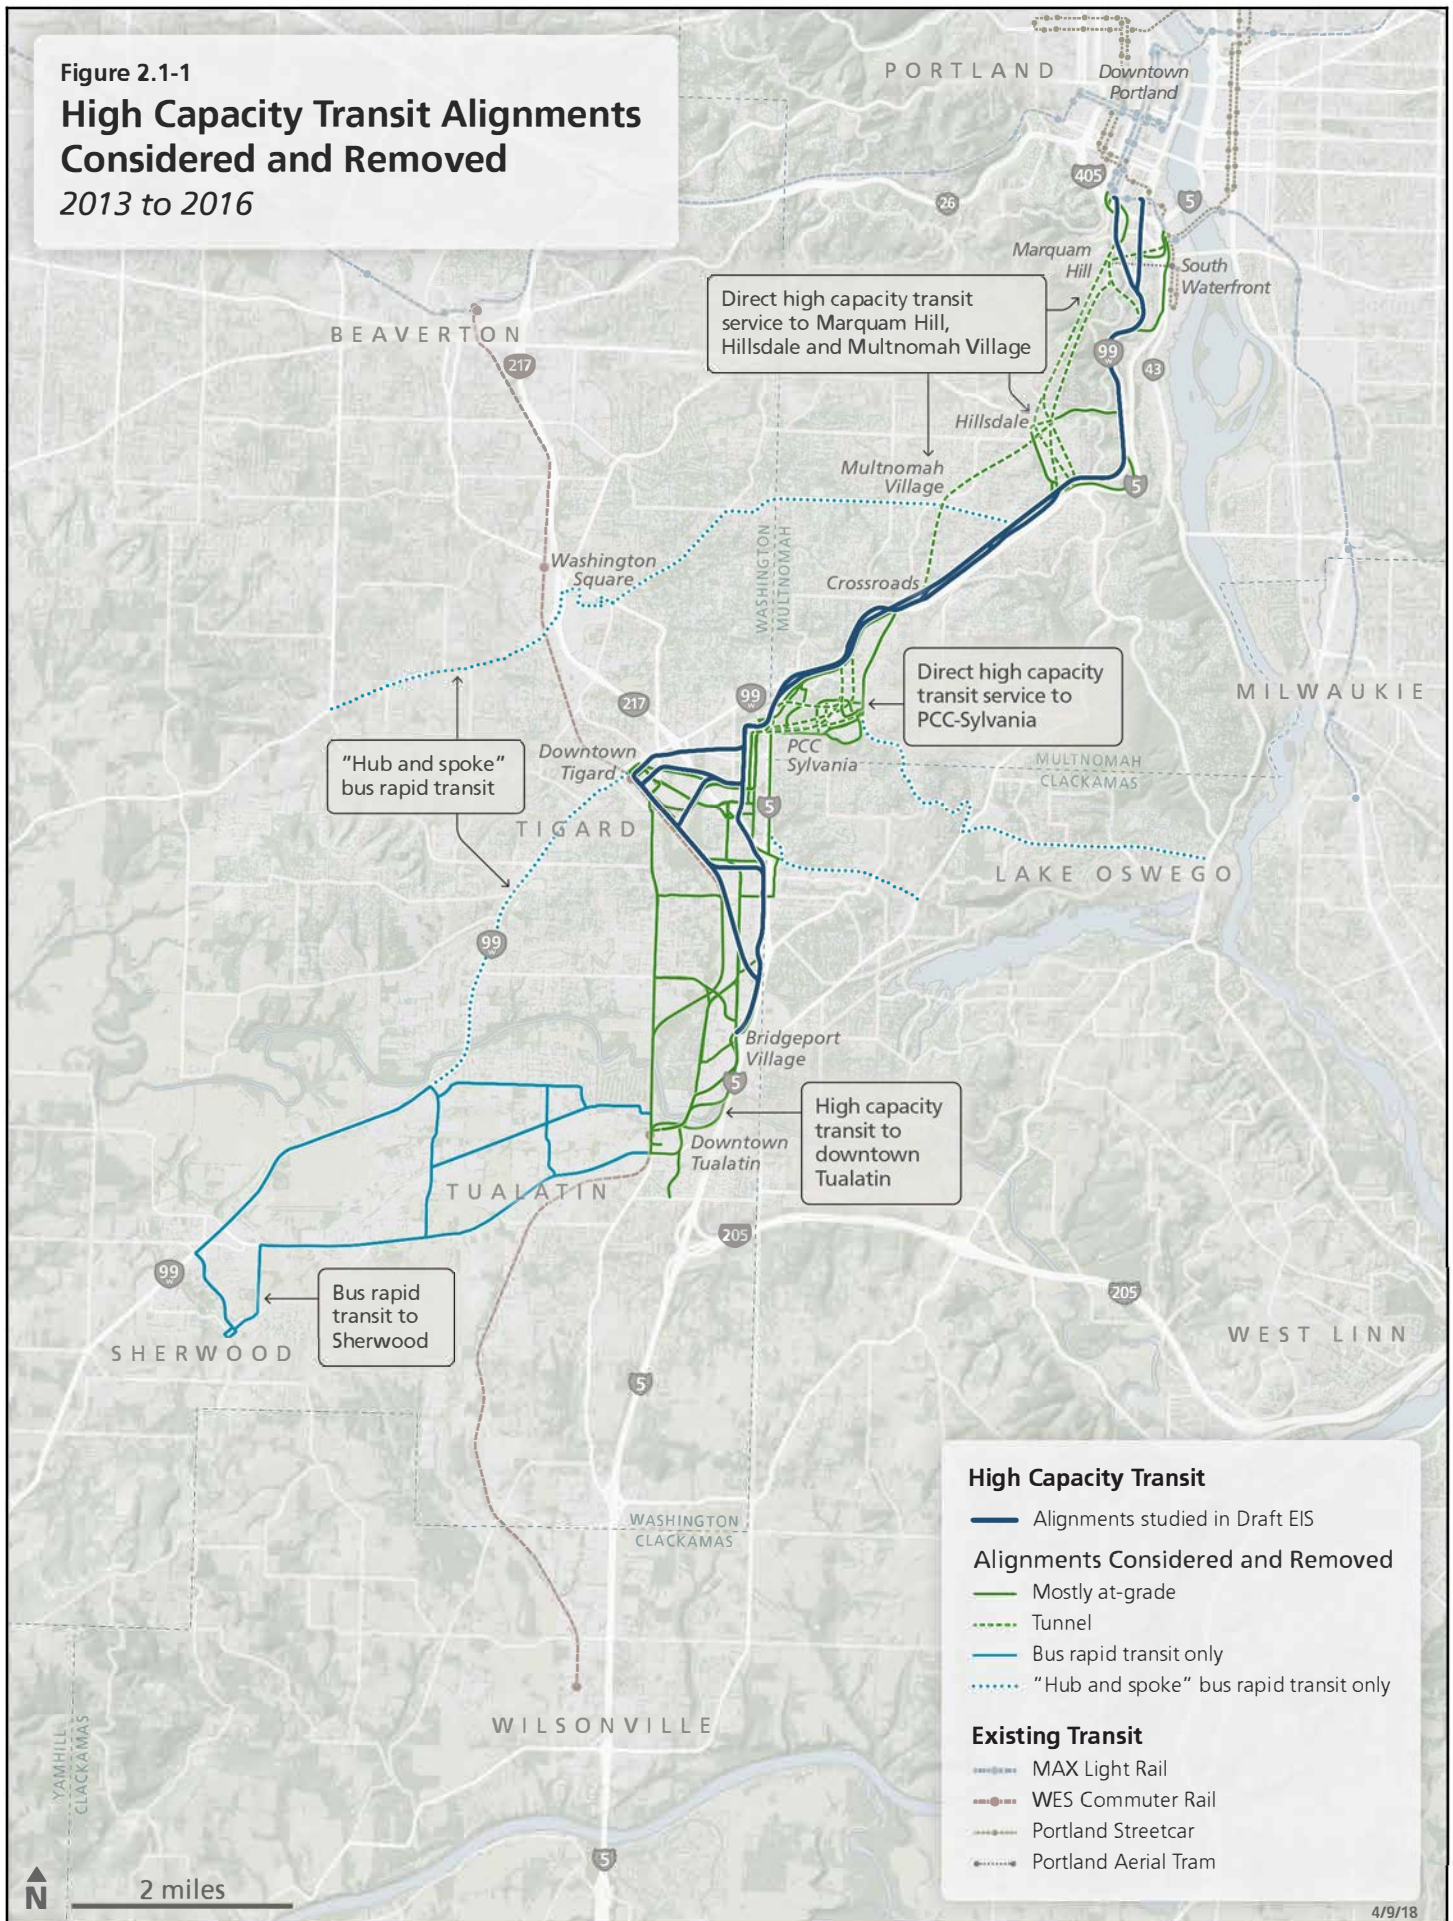 Figure 2.1-1
High Capacity Transit Alignments
Considered and Removed
2013 to 2016
PORTLAND
Downtown
Portland
405
5
26
Marquam
Hill
South
Waterfront
Direct high capacity transit
service to Marquam Hill,
Hillsdale and Multnomah Village
BEAVERTON
217
99
W
43
Hillsdale
Multnomah
Village
5
Washington
Square
WASHINGTON
MULTNOMAH
Crossroads
Direct high capacity
transit service to
PCC-Sylvania
MILWAUKIE
217
99
W
PCC
Sylvania
MULTNOMAH
CLACKAMAS
"Hub and spoke"
bus rapid transit
Downtown
Tigard
5
TIGARD
LAKE OSWEGO
99
W
Bridgeport
Village
5
High capacity
transit to
downtown
Tualatin
Downtown
Tualatin
TUALATIN
205
99
W
Bus rapid
transit to
Sherwood
205
SHERWOOD
WEST LINN
5
WASHINGTON
CLACKAMAS
High Capacity Transit
Alignments studied in Draft EIS
Alignments Considered and Removed
Mostly at-grade
Tunnel
Bus rapid transit only
"Hub and spoke" bus rapid transit only
Existing Transit
MAX Light Rail
WES Commuter Rail
Portland Streetcar
Portland Aerial Tram
WILSONVILLE
YAMHILL
CLACKAMAS
5
N
2 miles
4/9/18